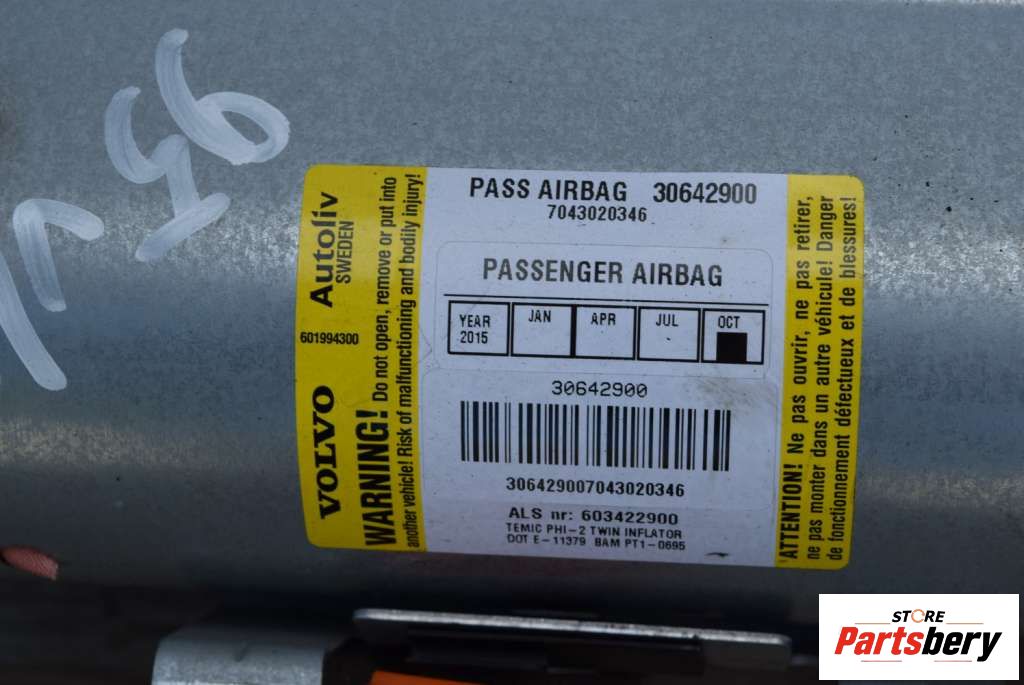 95
PASS AIRBAG 30642900
7043020346
PASSENGER AIRBAG
YEAR 2015 JAN APR JUL OCT
30642900
306429007043020346
ALS nr: 603422900
TEMIC PHI-2 TWIN INFLATOR
DOT E-11379 BAM PT1-0695
Autoliv
SWEDEN
601994300
VOLVO
WARNING! Do not open, remove or put into
another vehicle! Risk of malfunctioning and bodily injury!
ATTENTION! Ne pas ouvrir, ne pas retirer,
ne pas monter dans un autre véhicule! Danger
de fonctionnement défectueux et de blessures!
STORE
Partsbery